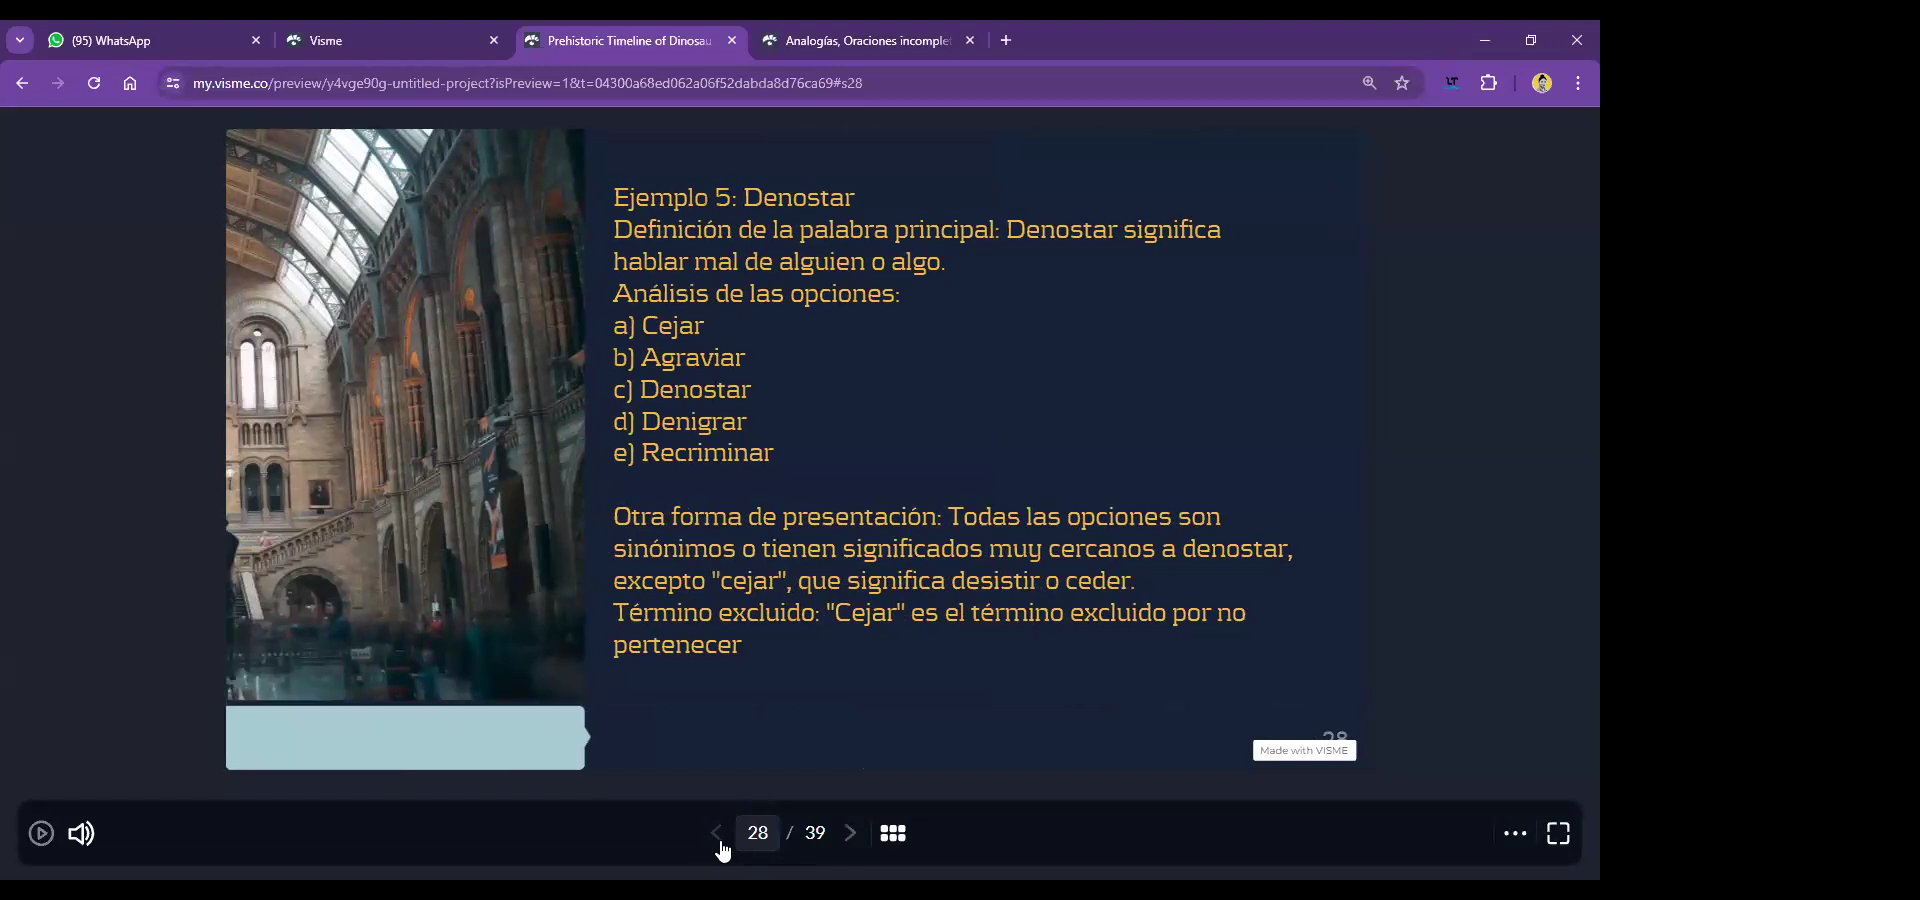 (95) WhatsApp
Visme
Prehistoric Timeline of Dinosau
Analogías, Oraciones incomplet
my.visme.co/preview/y4vge90g-untitled-project?isPreview=1&t=04300a68ed062a06f52dabda8d76ca69#s28
LT
Ejemplo 5: Denostar
Definición de la palabra principal: Denostar significa
hablar mal de alguien o algo.
Análisis de las opciones:
a) Cejar
b) Agraviar
c) Denostar
d) Denigrar
e) Recriminar
Otra forma de presentación: Todas las opciones son
sinónimos o tienen significados muy cercanos a denostar,
excepto "cejar", que significa desistir o ceder.
Término excluido: "Cejar" es el término excluido por no
pertenecer
28
Made with VISME
28 / 39